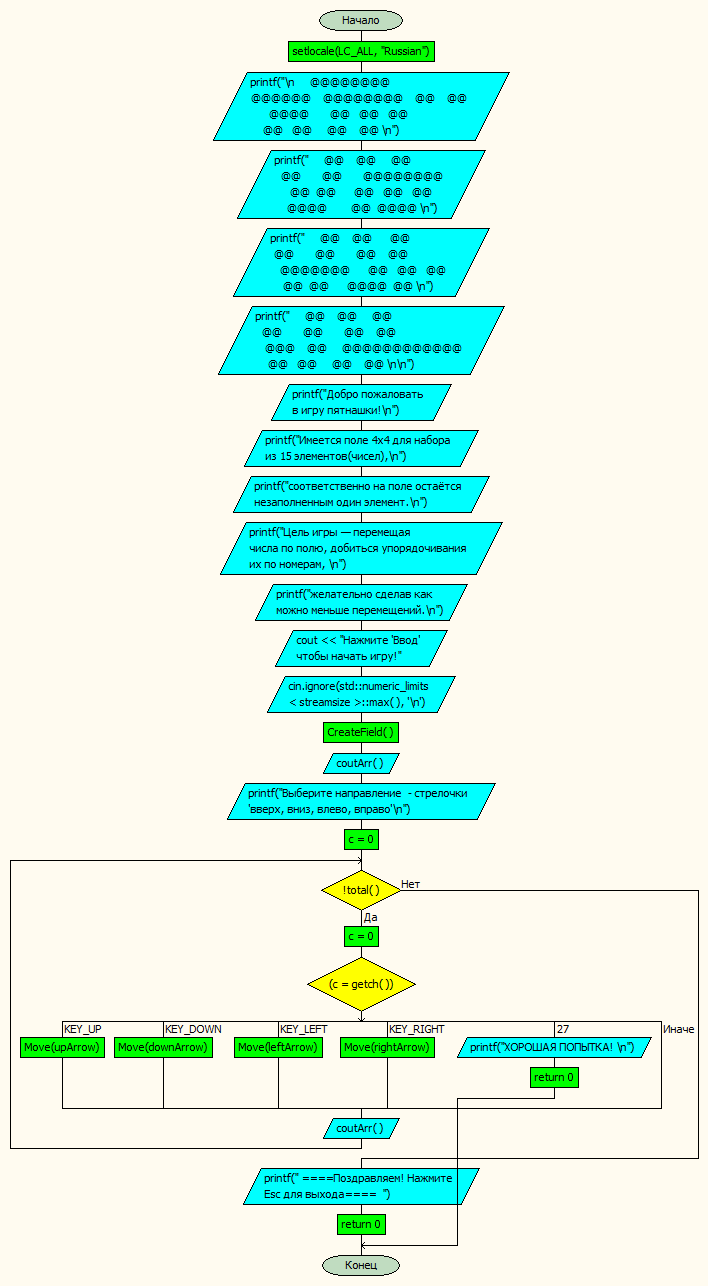 Начало
setlocale(LC_ALL, "Russian")
printf("\n      @@@@@@@@
@@@@@@    @@@@@@@@    @@    @@
@@@@       @@   @@   @@
@@   @@     @@    @@ \n")
printf("     @@    @@     @@
@@       @@       @@@@@@@@
@@  @@      @@   @@   @@
@@@@        @@  @@@@ \n")
printf("     @@    @@      @@
@@       @@       @@    @@
@@@@@@@      @@   @@   @@
@@  @@      @@@@  @@ \n")
printf("     @@    @@     @@
@@       @@       @@    @@
@@@    @@     @@@@@@@@@@@@
@@   @@     @@    @@ \n\n")
printf("Добро пожаловать
в игру пятнашки!\n")
printf("Имеется поле 4x4 для набора
из 15 элементов(чисел),\n")
printf("соответственно на поле остаётся
незаполненным один элемент.\n")
printf("Цель игры — перемещая
числа по полю, добиться упорядочивания
их по номерам, \n")
printf("желательно сделав как
можно меньше перемещений.\n")
cout << "Нажмите 'Ввод'
чтобы начать игру!"
cin.ignore(std::numeric_limits
< streamsize >::max( ), '\n')
CreateField( )
coutArr( )
printf("Выберите направление  - стрелочки
'вверх, вниз, влево, вправо'\n")
c = 0
!total( )
Нет
Да
c = 0
(c = getch( ))
KEY_UP KEY_DOWN KEY_LEFT KEY_RIGHT 27 Иначе
Move(upArrow) Move(downArrow) Move(leftArrow) Move(rightArrow) printf("ХОРОШАЯ ПОПЫТКА! \n")
return 0
coutArr( )
printf(" ====Поздравляем! Нажмите
Esc для выхода====  ")
return 0
Конец